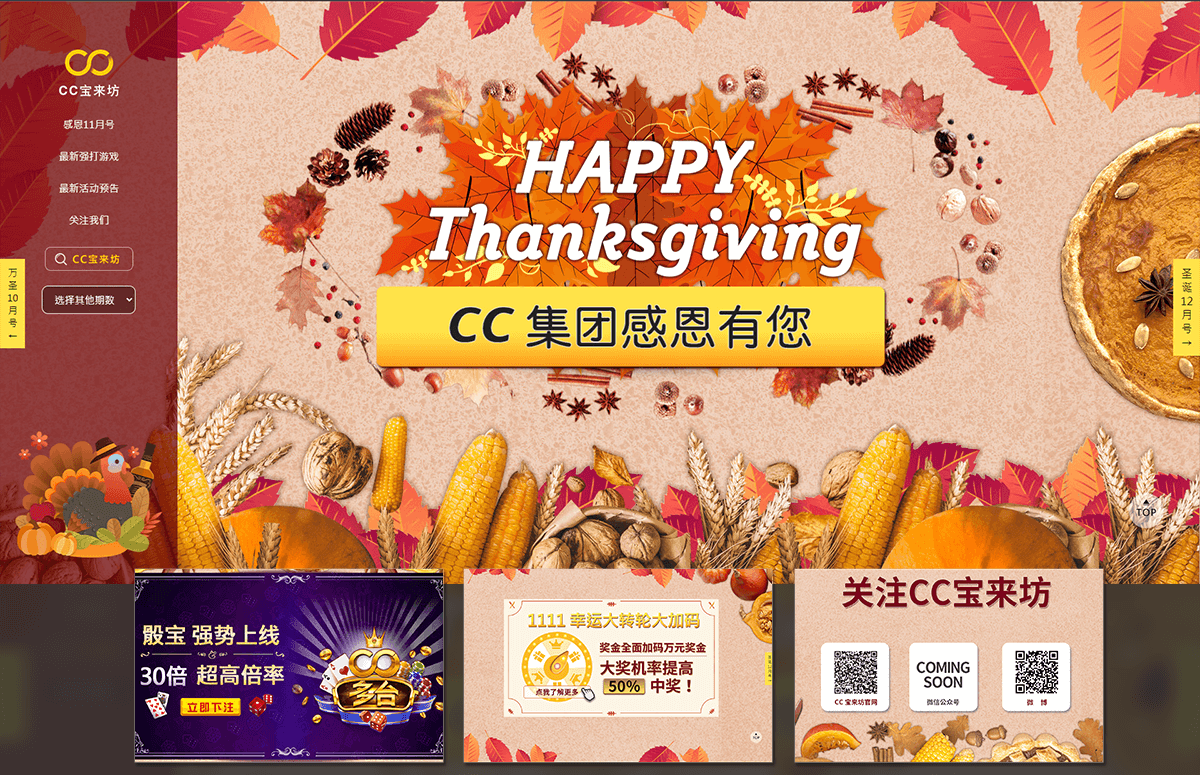 CC宝来坊
感恩11月号
最新强打游戏
最新活动预告
关注我们
CC宝来坊
选择其他期数
万圣10月号←
HAPPY
Thanksgiving
CC 集团感恩有您
圣诞12月号→
TOP
骰宝 强势上线
30倍 超高倍率
立即下注
多台
1111 幸运大转轮大加码
奖金全面加码万元奖金
大奖机率提高
50% 中奖！
点我了解更多
关注CC宝来坊
COMING
SOON
CC 宝来坊官网
微信公众号
微 博